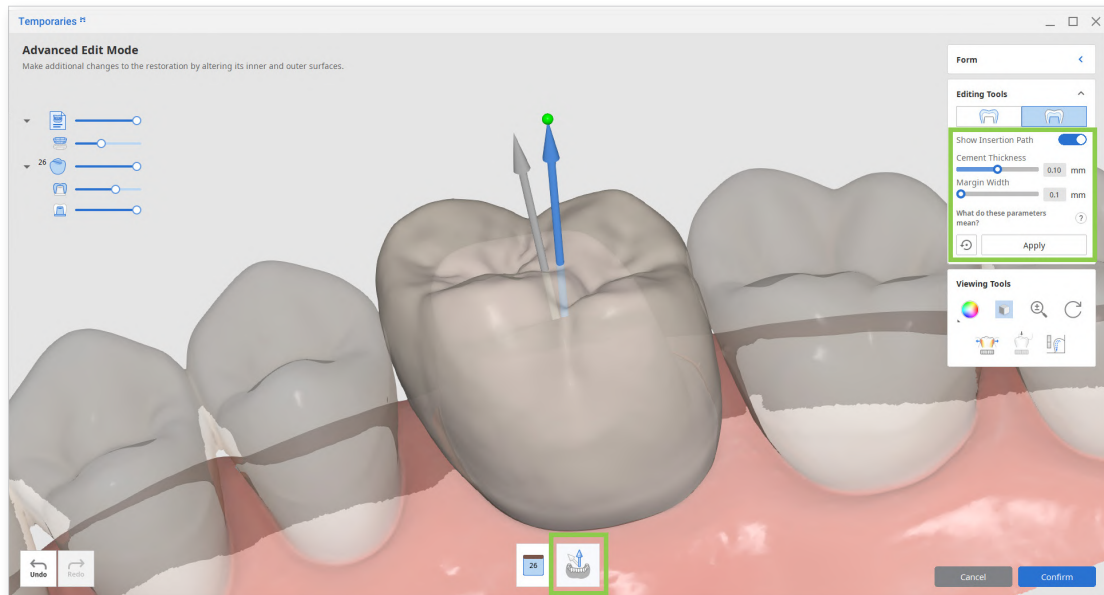 Temporaries
Advanced Edit Mode
Make additional changes to the restoration by altering its inner and outer surfaces.
26
Form
Editing Tools
Show Insertion Path
Cement Thickness
0.10 mm
Margin Width
0.1 mm
What do these parameters
mean?
?
Apply
Viewing Tools
Undo
Redo
26
Cancel
Confirm